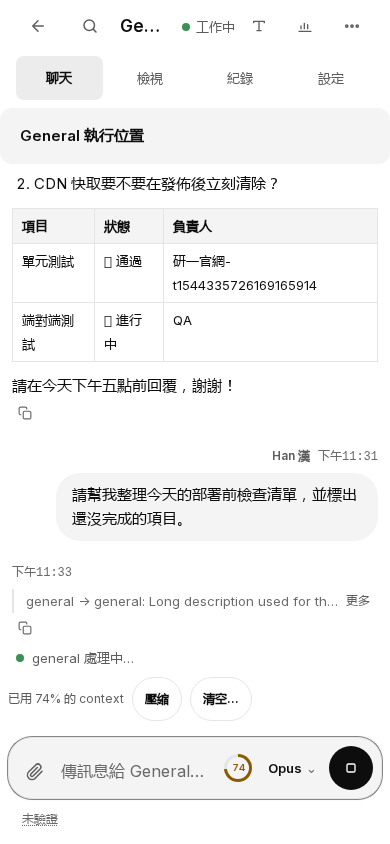 Ge…
工作中
聊天
檢視
紀錄
設定
General 執行位置
2. CDN 快取要不要在發佈後立刻清除？
項目 狀態 負責人
單元測試 通過 研一官網-
t1544335726169165914
端對端測 進行 QA
試 中
請在今天下午五點前回覆，謝謝！
Han 漢 下午11:31
請幫我整理今天的部署前檢查清單，並標出
還沒完成的項目。
下午11:33
general → general: Long description used for th… 更多
general 處理中…
已用 74% 的 context 壓縮 清空…
傳訊息給 General… 74 Opus
未驗證